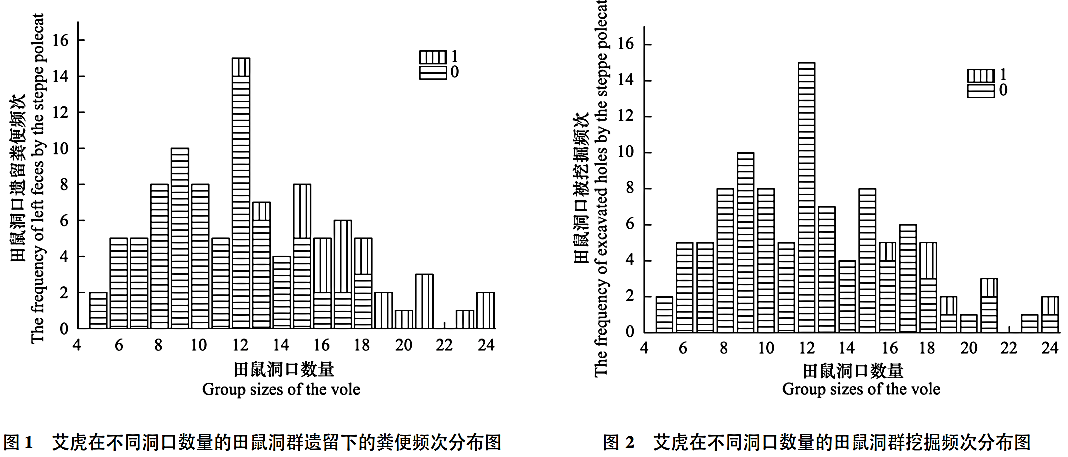 田鼠洞口遗留粪便频次
The frequency of left feces by the steppe polecat
16
14
12
10
8
6
4
2
0
1
0
4 6 8 10 12 14 16 18 20 22 24
田鼠洞口数量
Group sizes of the vole
图 1 艾虎在不同洞口数量的田鼠洞群遗留下的粪便频次分布图
田鼠洞口被挖掘频次
The frequency of excavated holes by the steppe polecat
16
14
12
10
8
6
4
2
0
1
0
4 6 8 10 12 14 16 18 20 22 24
田鼠洞口数量
Group sizes of the vole
图 2 艾虎在不同洞口数量的田鼠洞群挖掘频次分布图